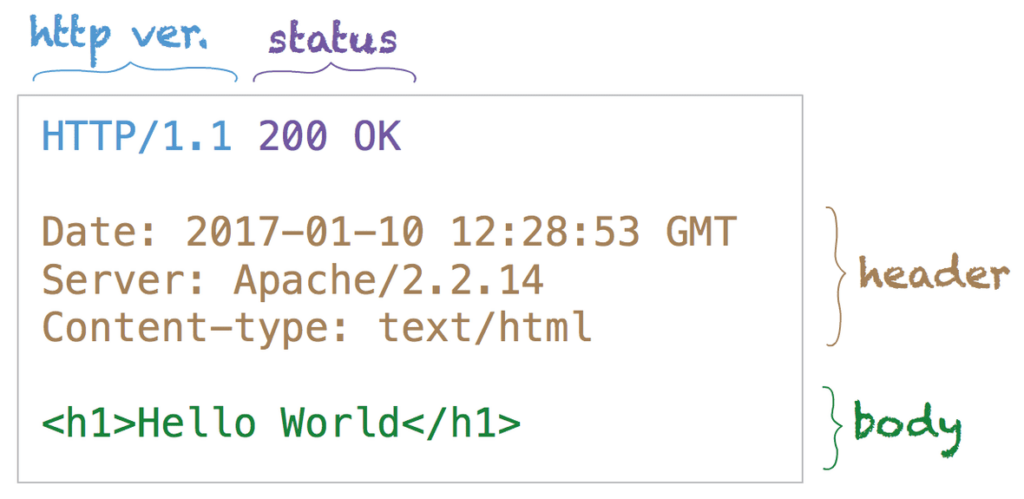 http ver. status
HTTP/1.1 200 OK
Date: 2017-01-10 12:28:53 GMT
Server: Apache/2.2.14
Content-type: text/html
header
<h1>Hello World</h1>
body